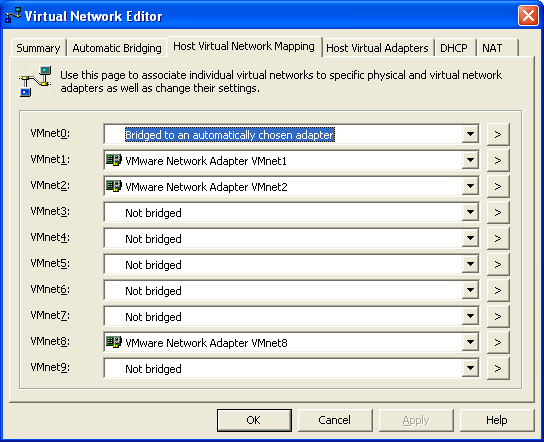 Virtual Network Editor
Summary Automatic Bridging Host Virtual Network Mapping Host Virtual Adapters DHCP NAT
Use this page to associate individual virtual networks to specific physical and virtual network
adapters as well as change their settings.
VMnet0: Bridged to an automatically chosen adapter >
VMnet1: VMware Network Adapter VMnet1 >
VMnet2: VMware Network Adapter VMnet2 >
VMnet3: Not bridged >
VMnet4: Not bridged >
VMnet5: Not bridged >
VMnet6: Not bridged >
VMnet7: Not bridged >
VMnet8: VMware Network Adapter VMnet8 >
VMnet9: Not bridged >
OK Cancel Apply Help